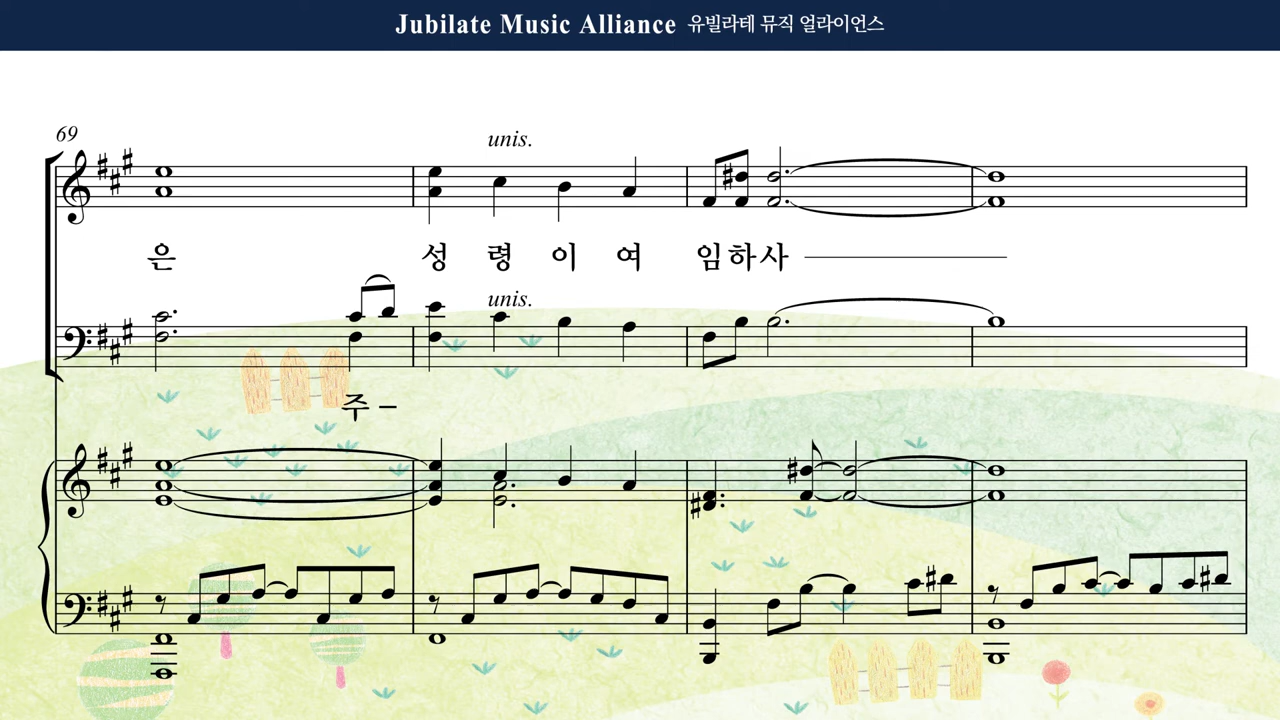 Jubilate Music Alliance 유빌라테 뮤직 얼라이언스
69
unis.
은 성 령 이 여 임하사
unis.
주 –